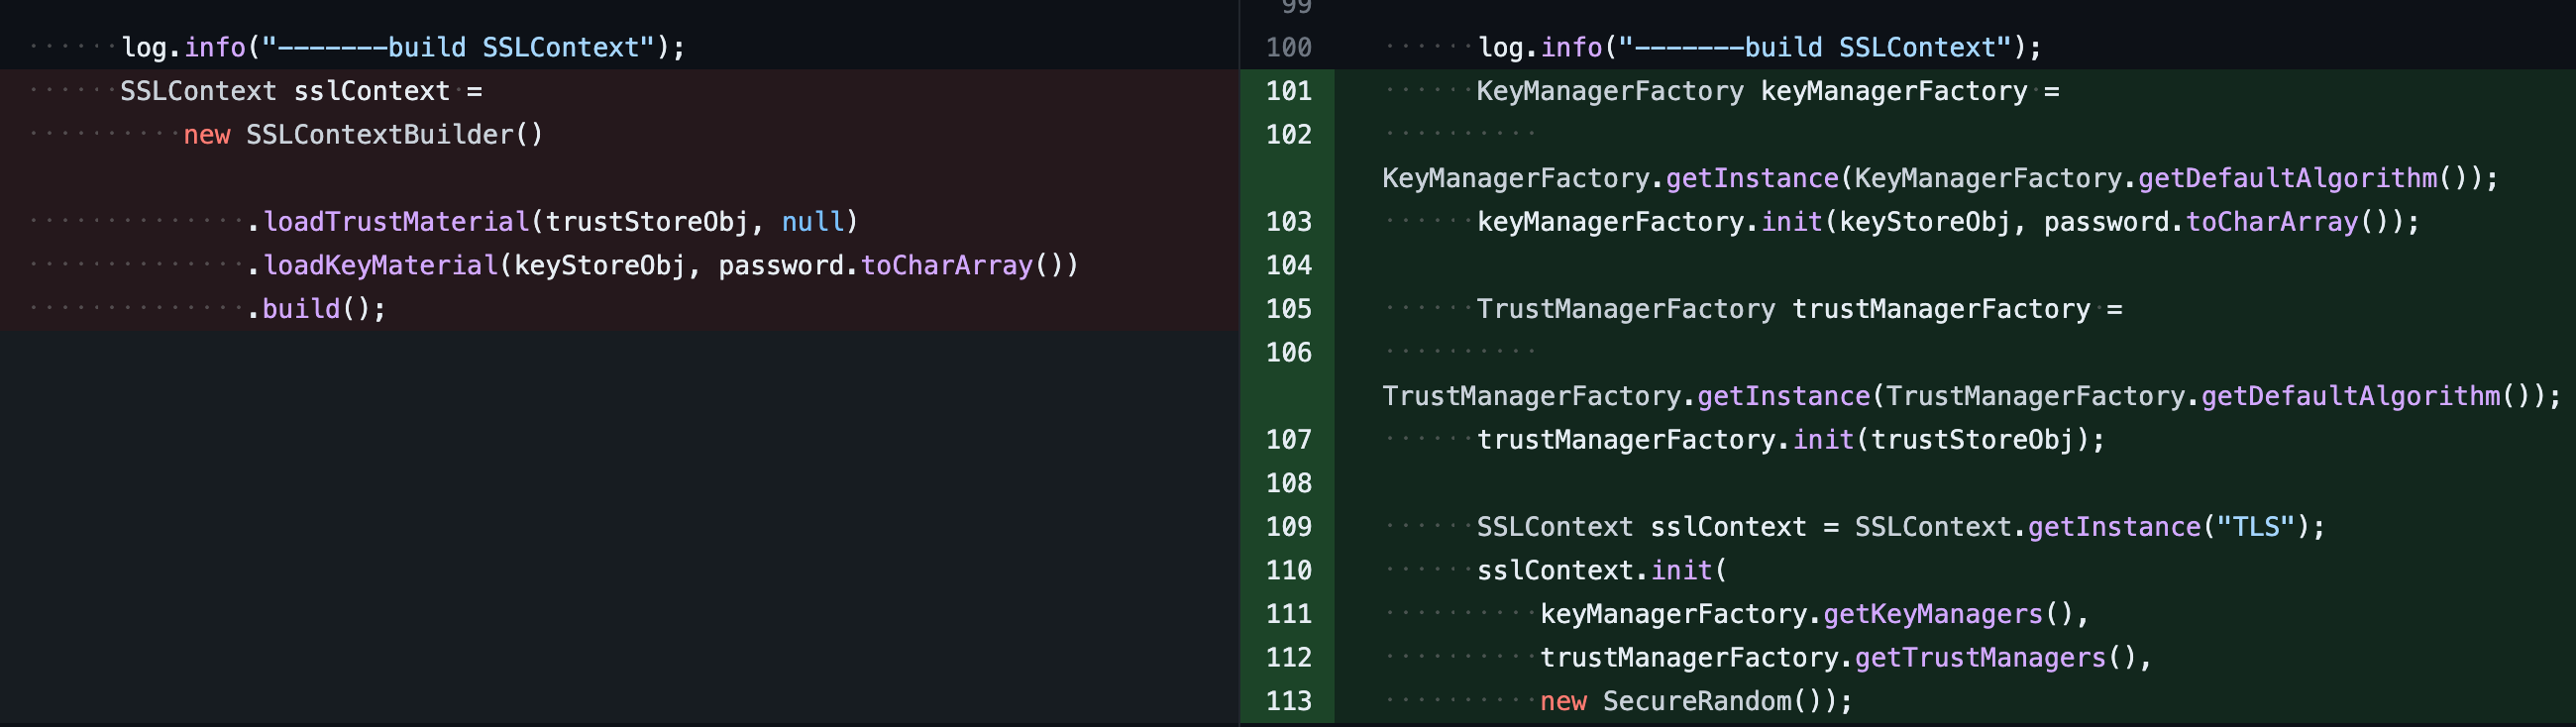 log.info("-------build SSLContext");
SSLContext sslContext =
new SSLContextBuilder()
.loadTrustMaterial(trustStoreObj, null)
.loadKeyMaterial(keyStoreObj, password.toCharArray())
.build();
99
100 log.info("-------build SSLContext");
101 KeyManagerFactory keyManagerFactory =
102
KeyManagerFactory.getInstance(KeyManagerFactory.getDefaultAlgorithm());
103 keyManagerFactory.init(keyStoreObj, password.toCharArray());
104
105 TrustManagerFactory trustManagerFactory =
106
TrustManagerFactory.getInstance(TrustManagerFactory.getDefaultAlgorithm());
107 trustManagerFactory.init(trustStoreObj);
108
109 SSLContext sslContext = SSLContext.getInstance("TLS");
110 sslContext.init(
111 keyManagerFactory.getKeyManagers(),
112 trustManagerFactory.getTrustManagers(),
113 new SecureRandom());